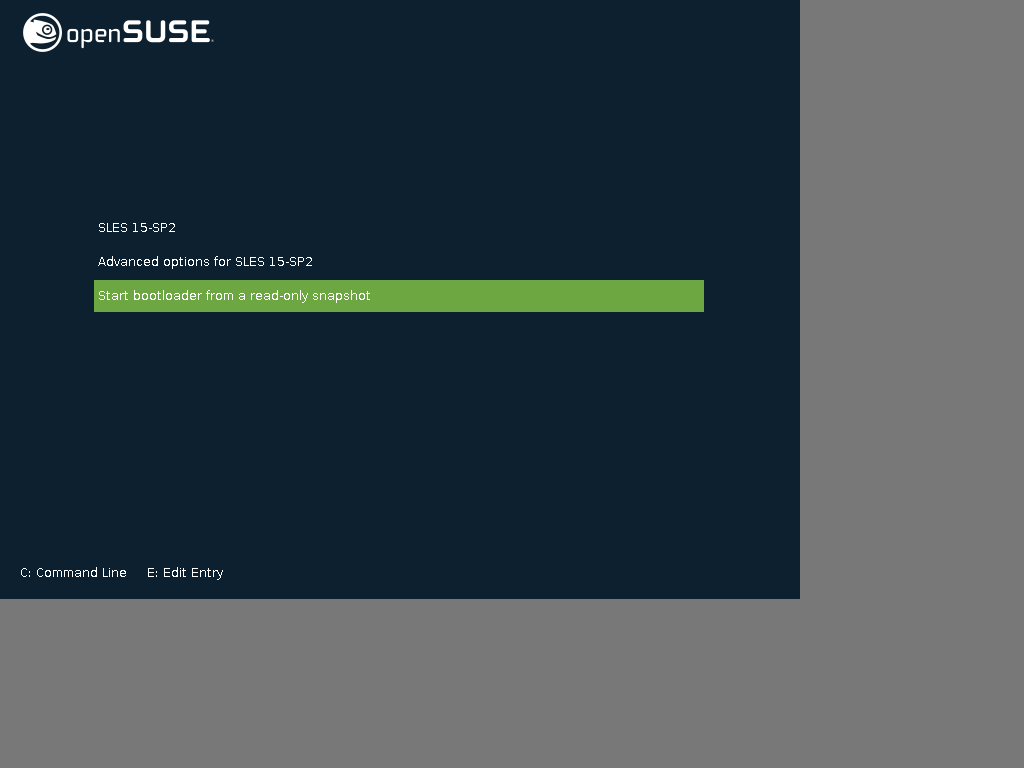 openSUSE.
SLES 15-SP2
Advanced options for SLES 15-SP2
Start bootloader from a read-only snapshot
C: Command Line E: Edit Entry